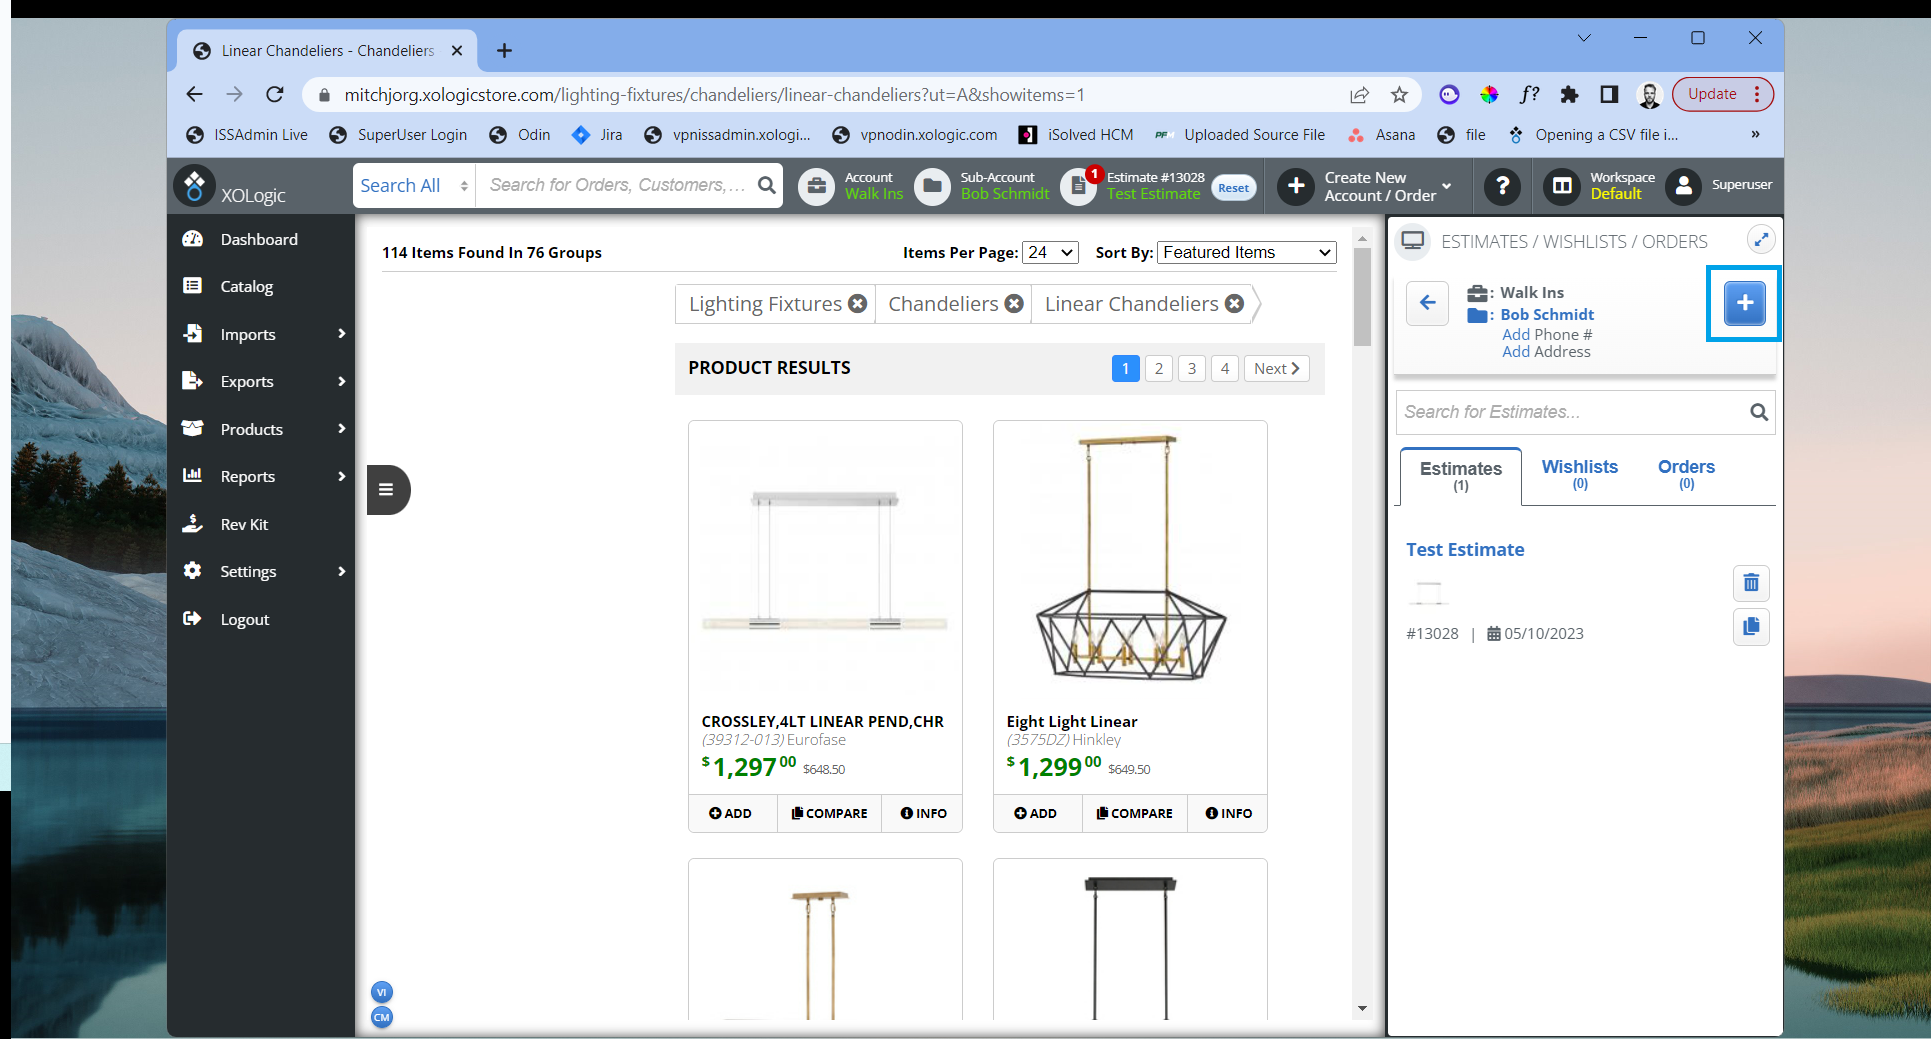 Linear Chandeliers - Chandeliers
mitchjorg.xologicstore.com/lighting-fixtures/chandeliers/linear-chandeliers?ut=A&showitems=1
f?
Update
ISSAdmin Live
SuperUser Login
Odin
Jira
vpnissadmin.xologi...
vpnodin.xologic.com
iSolved HCM
Uploaded Source File
Asana
file
Opening a CSV file i...
»
XOLogic
Search All
Search for Orders, Customers,...
Account
Walk Ins
Sub-Account
Bob Schmidt
1
Estimate #13028
Test Estimate
Reset
Create New
Account / Order
?
Workspace
Default
Superuser
Dashboard
Catalog
Imports
Exports
Products
Reports
Rev Kit
Settings
Logout
114 Items Found In 76 Groups
Items Per Page: 24
Sort By: Featured Items
Lighting Fixtures
Chandeliers
Linear Chandeliers
PRODUCT RESULTS
1 2 3 4 Next
CROSSLEY,4LT LINEAR PEND,CHR
(39312-013) Eurofase
$1,297 00 $648.50
ADD COMPARE INFO
Eight Light Linear
(3575DZ) Hinkley
$1,299 00 $649.50
ADD COMPARE INFO
VI
CM
ESTIMATES / WISHLISTS / ORDERS
: Walk Ins
: Bob Schmidt
Add Phone #
Add Address
Search for Estimates...
Estimates
(1)
Wishlists
(0)
Orders
(0)
Test Estimate
#13028 | 05/10/2023